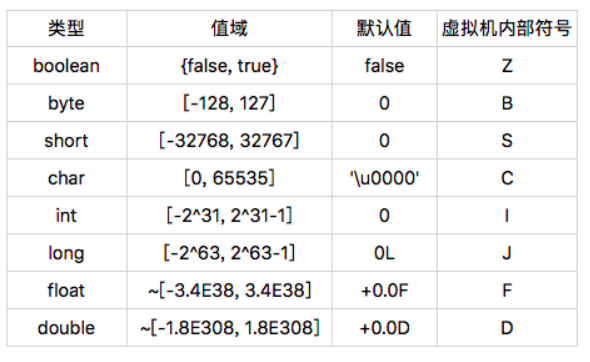 类型 值域 默认值 虚拟机内部符号
boolean {false, true} false Z
byte [-128, 127] 0 B
short [-32768, 32767] 0 S
char [0, 65535] '\u0000' C
int [-2^31, 2^31-1] 0 I
long [-2^63, 2^63-1] 0L J
float ~[-3.4E38, 3.4E38] +0.0F F
double ~[-1.8E308, 1.8E308] +0.0D D